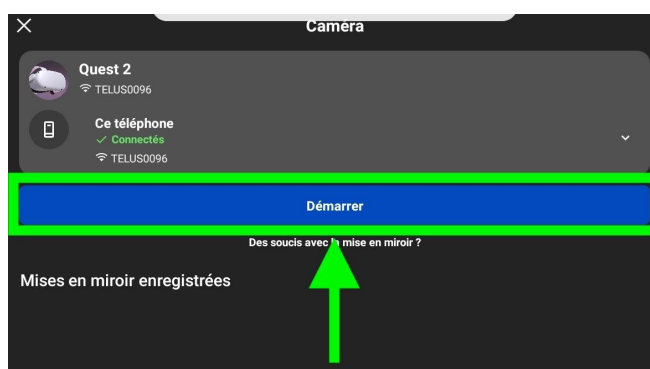 Caméra
Quest 2
TELUS0096
Ce téléphone
Connectés
TELUS0096
Démarrer
Des soucis avec la mise en miroir ?
Mises en miroir enregistrées